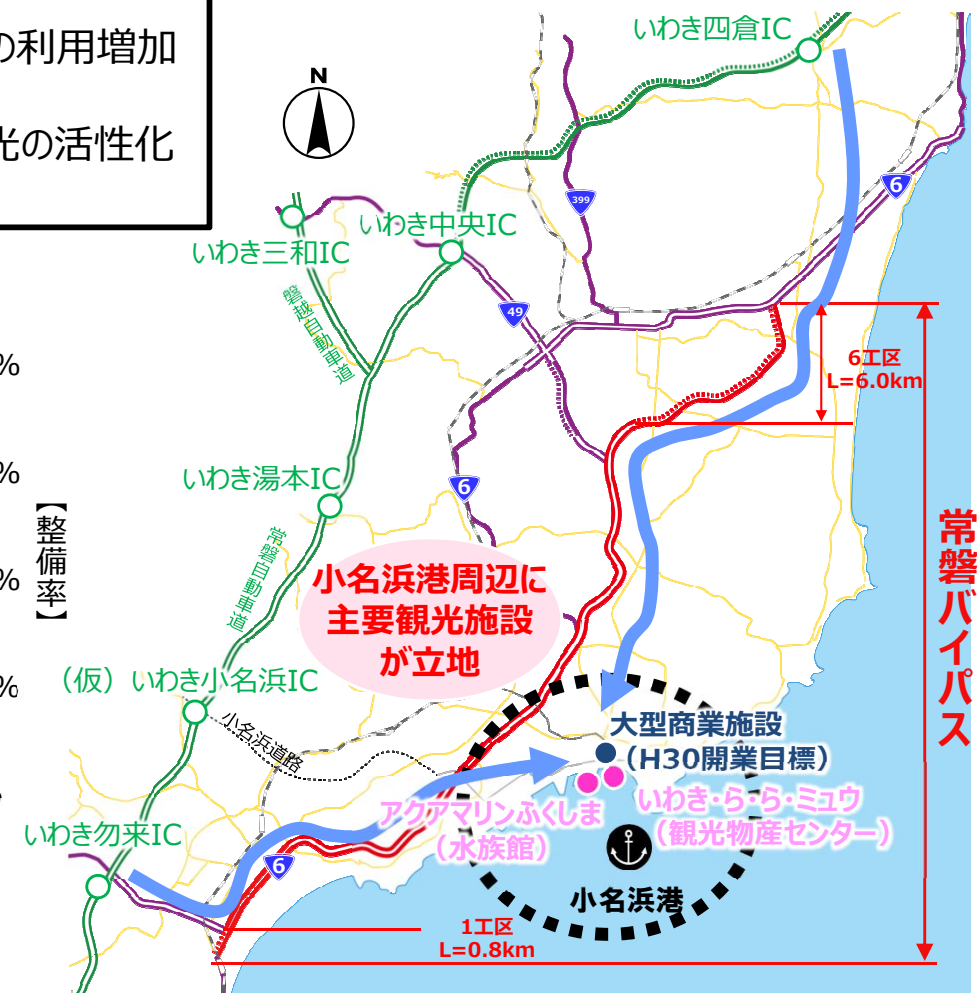 の利用増加
光の活性化
N
いわき四倉IC
6
399
いわき三和IC
いわき中央IC
磐越自動車道
49
6工区
L=6.0km
%
%
%
%
【整備率】
いわき湯本IC
6
常磐自動車道
常磐バイパス
小名浜港周辺に
主要観光施設
が立地
（仮）いわき小名浜IC
小名浜道路
大型商業施設
（H30開業目標）
アクアマリンふくしま
（水族館）
いわき・ら・ら・ミュウ
（観光物産センター）
いわき勿来IC
6
小名浜港
1工区
L=0.8km